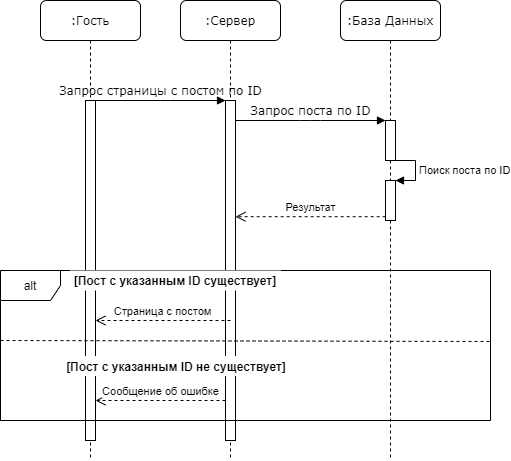 :Гость
:Сервер
:База Данных
Запрос страницы с постом по ID
Запрос поста по ID
Поиск поста по ID
Результат
alt
[Пост с указанным ID существует]
Страница с постом
[Пост с указанным ID не существует]
Сообщение об ошибке